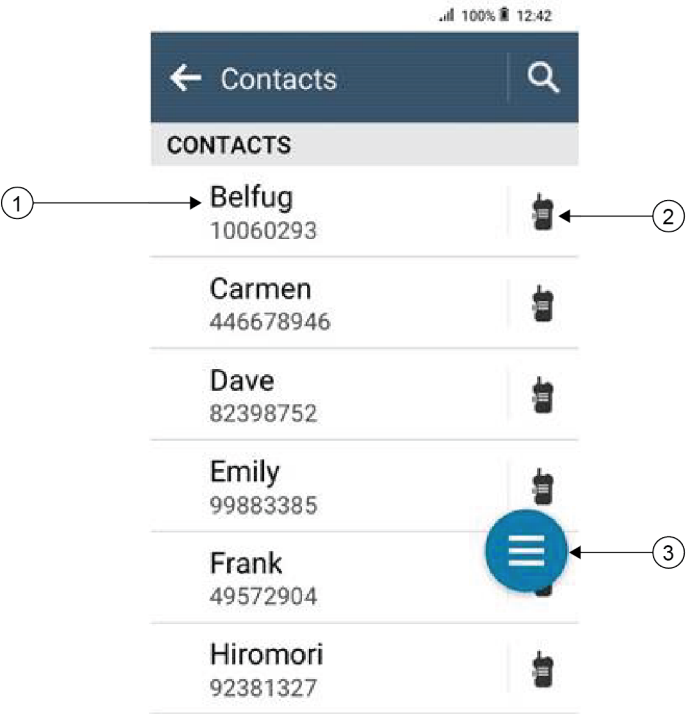 100% 12:42
Contacts
CONTACTS
1
Belfug
10060293
2
Carmen
446678946
Dave
82398752
Emily
99883385
3
Frank
49572904
Hiromori
92381327